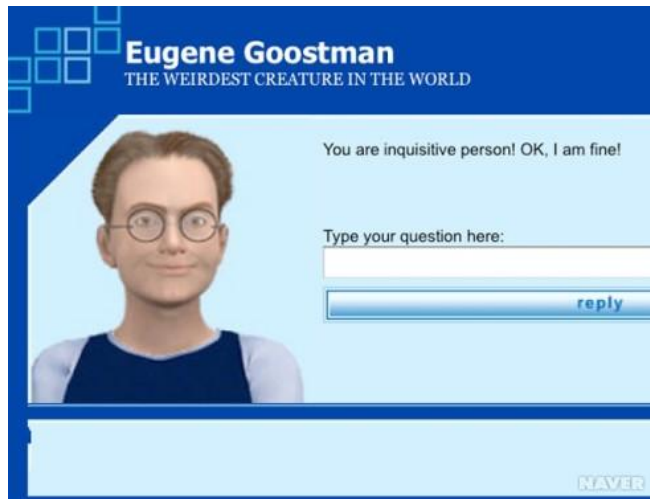 Eugene Goostman
THE WEIRDEST CREATURE IN THE WORLD
You are inquisitive person! OK, I am fine!
Type your question here:
reply
NAVER